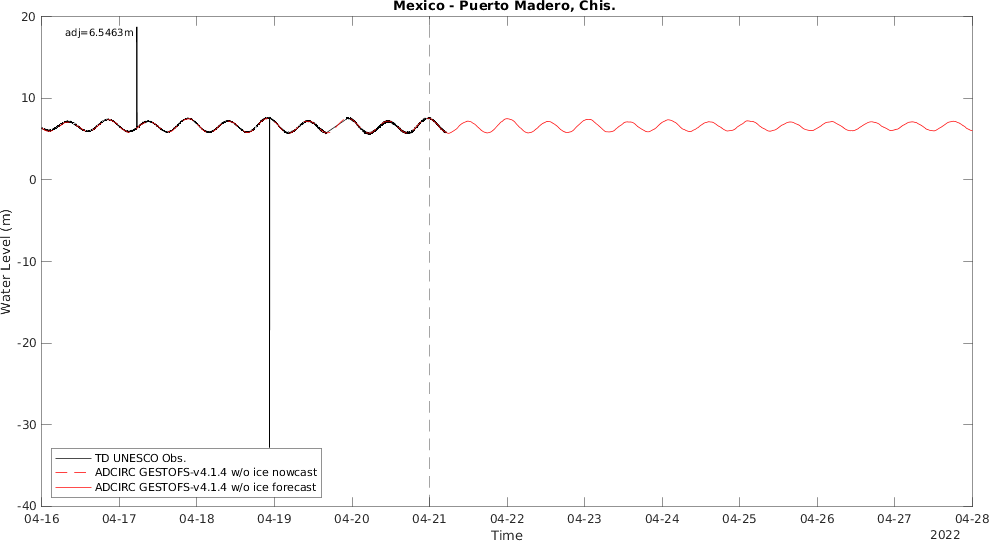 Mexico - Puerto Madero, Chis.
adj=6.5463m
20
10
0
-10
-20
-30
-40
Water Level (m)
TD UNESCO Obs.
ADCIRC GESTOFS-v4.1.4 w/o ice nowcast
ADCIRC GESTOFS-v4.1.4 w/o ice forecast
04-16 04-17 04-18 04-19 04-20 04-21 04-22 04-23 04-24 04-25 04-26 04-27 04-28
Time
2022